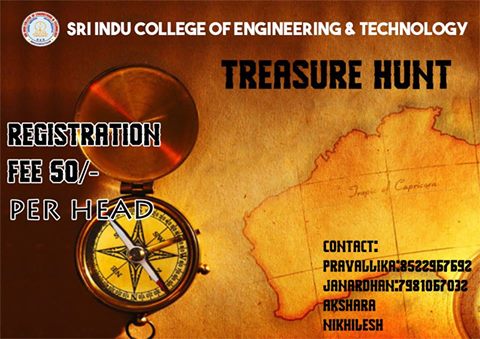 SRI INDU COLLEGE OF ENGINEERING & TECHNOLOGY
TREASURE HUNT
REGISTRATION
FEE 50/-
PER HEAD
Tropic of Capricorn
CONTACT:
PRAVALLIKA:8522967692
JANARDHAN:7981067032
AKSHARA
NIKHILESH